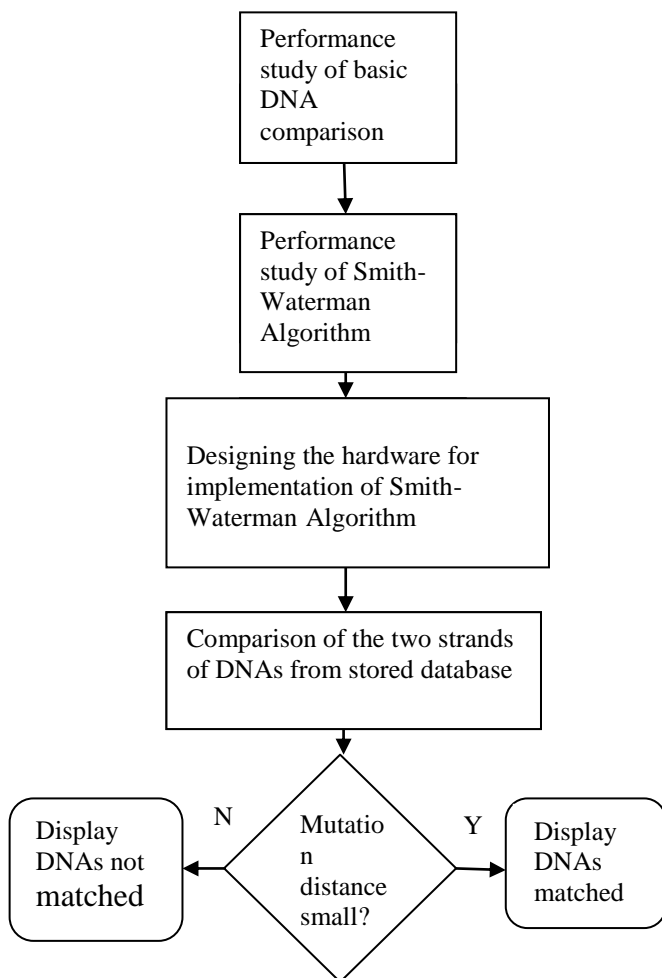 Performance
study of basic
DNA
comparison
Performance
study of Smith-
Waterman
Algorithm
Designing the hardware for
implementation of Smith-
Waterman Algorithm
Comparison of the two strands
of DNAs from stored database
N
Y
Mutatio
n
distance
small?
Display
DNAs not
matched
Display
DNAs
matched